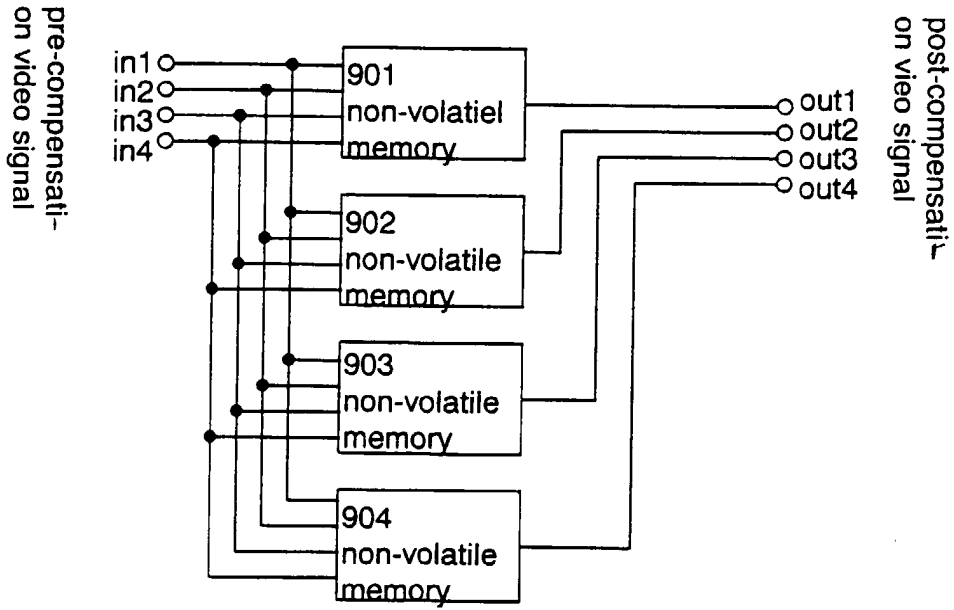 pre-compensati-
on video signal
in1
in2
in3
in4
901
non-volatiel
memory
902
non-volatile
memory
903
non-volatile
memory
904
non-volatile
memory
out1
out2
out3
out4
post-compensati-
on vieo signal